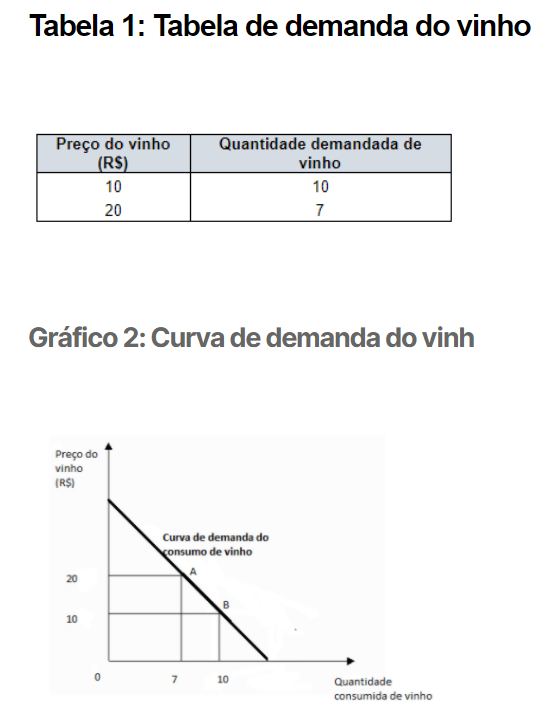 Tabela 1: Tabela de demanda do vinho
Preço do vinho
(R$)
Quantidade demandada de
vinho
10
10
20
7
Gráfico 2: Curva de demanda do vinh
Preço do
vinho
(R$)
Curva de demanda do
consumo de vinho
20
A
B
10
0
7
10
Quantidade
consumida de vinho